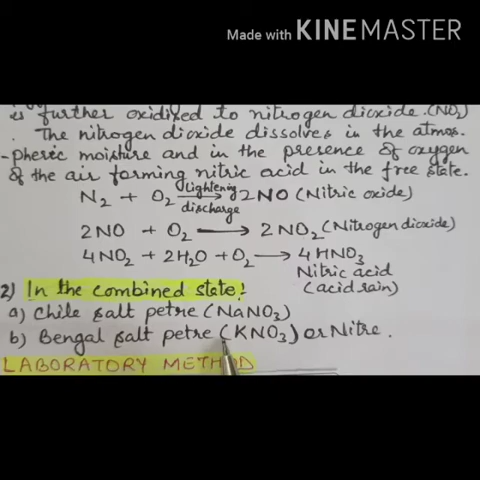 Made with KINEMASTER
is further oxidized to nitrogen dioxide (NO₂)
. The nitrogen dioxide dissolves in the atmos.
-pheric moisture and in the presence of oxygen
of the air forming nitric acid in the free state.
N₂ + O₂ Lightening discharge → 2NO (Nitric oxide)
2NO + O₂ → 2NO₂ (Nitrogen dioxide)
4NO₂ + 2H₂O + O₂ → 4HNO₃
Nitric acid
(acid rain)
2) In the combined state:
a) Chile salt petre (NaNO₃)
b) Bengal salt petre (KNO₃) or Nitre.
LABORATORY METHOD